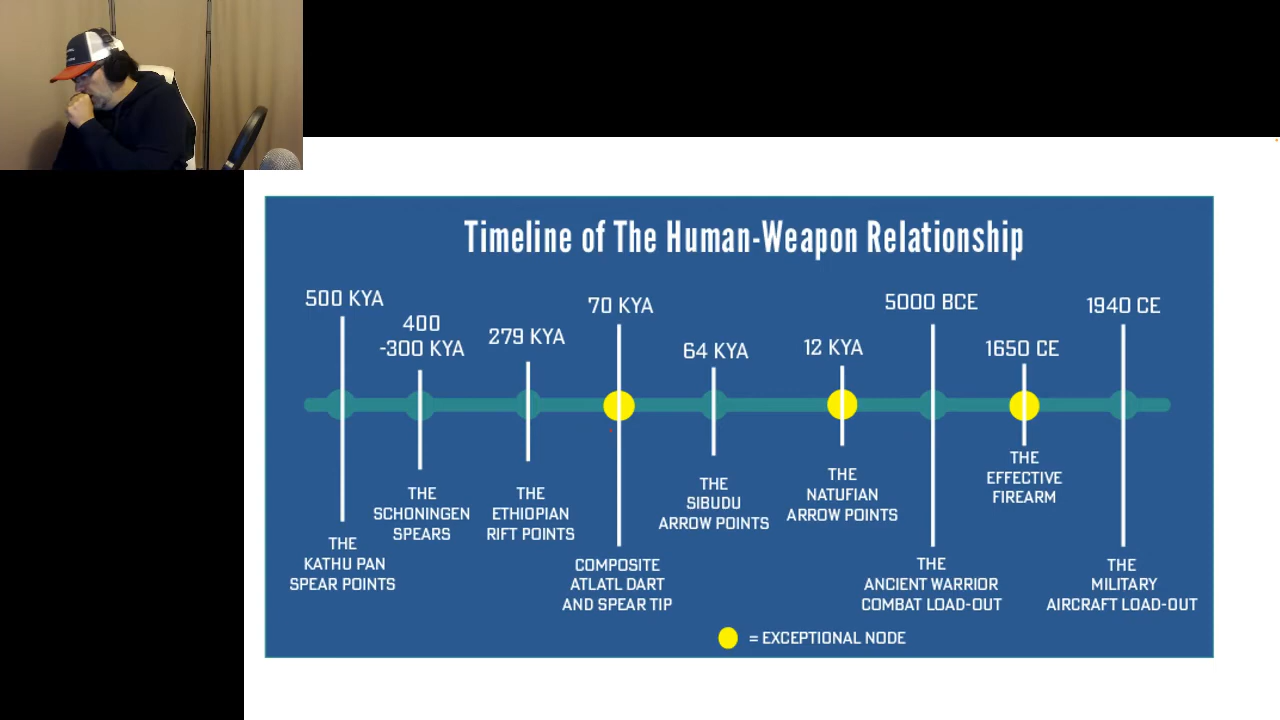 Timeline of The Human-Weapon Relationship
500 KYA
400
-300 KYA
279 KYA
70 KYA
64 KYA
12 KYA
5000 BCE
1650 CE
1940 CE
THE
KATHU PAN
SPEAR POINTS
THE
SCHONINGEN
SPEARS
THE
ETHIOPIAN
RIFT POINTS
COMPOSITE
ATLATL DART
AND SPEAR TIP
THE
SIBUDU
ARROW POINTS
THE
NATUFIAN
ARROW POINTS
THE
ANCIENT WARRIOR
COMBAT LOAD-OUT
THE
EFFECTIVE
FIREARM
THE
MILITARY
AIRCRAFT LOAD-OUT
= EXCEPTIONAL NODE